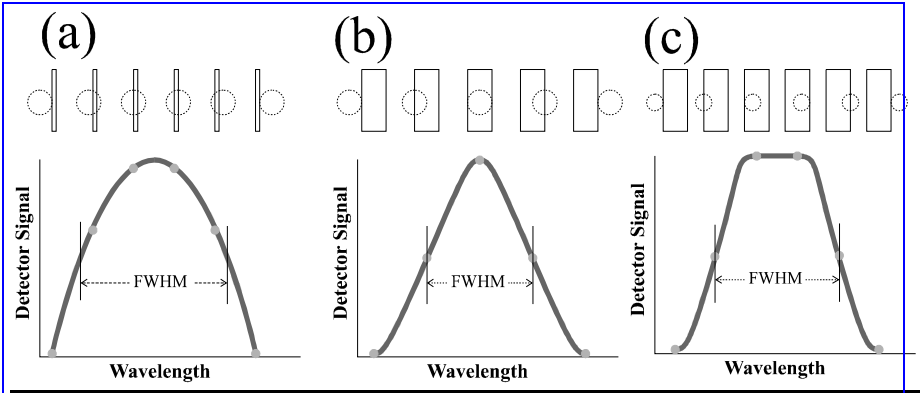 (a)
Detector Signal
FWHM
Wavelength
(b)
Detector Signal
FWHM
Wavelength
(c)
Detector Signal
FWHM
Wavelength